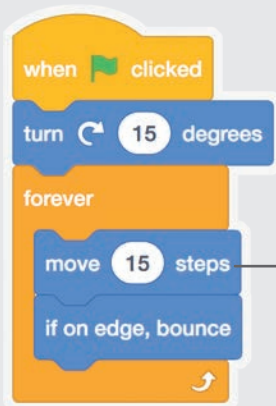 when clicked
turn 15 degrees
forever
move 15 steps
if on edge, bounce